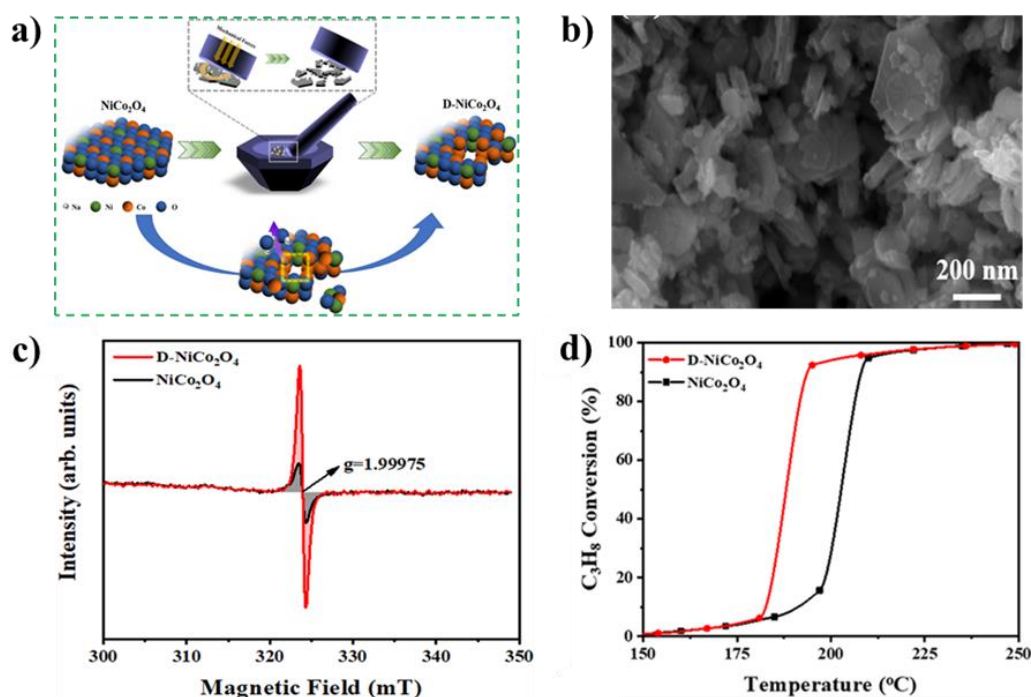 a)
Mechanical Forces
NiCo₂O₄
D-NiCo₂O₄
Na Ni Co O
b)
200 nm
c)
D-NiCo₂O₄
NiCo₂O₄
g=1.99975
Intensity (arb. units)
300 310 320 330 340 350
Magnetic Field (mT)
d)
D-NiCo₂O₄
NiCo₂O₄
C₃H₈ Conversion (%)
100
80
60
40
20
0
150 175 200 225 250
Temperature (°C)